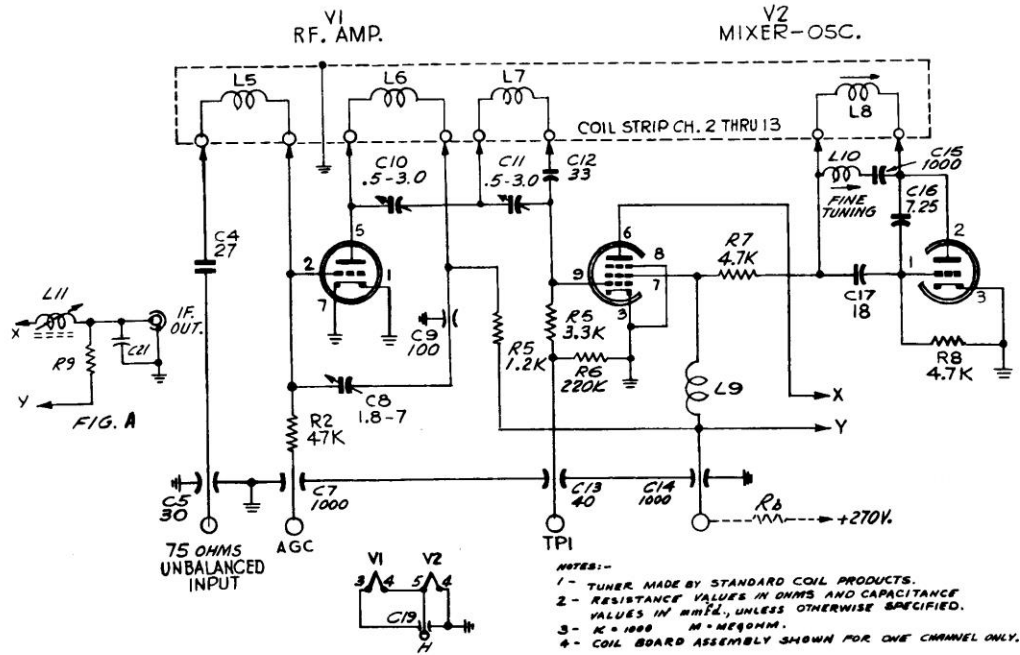 V1
RF. AMP.
V2
MIXER-OSC.
L5
L6
L7
L8
COIL STRIP CH. 2 THRU 13
C10
.5-3.0
C11
.5-3.0
C12
33
L10
C15
1000
FINE
TUNING
C16
7.25
C4
27
5
2
1
7
6
8
9
7
3
R7
4.7K
2
1
3
C17
18
L11
X
IF.
OUT.
C21
R9
Y
FIG. A
C9
100
R5
1.2K
R5
3.3K
R6
220K
L9
R8
4.7K
C8
1.8-7
R2
47K
X
Y
C5
30
C7
1000
C13
40
C14
1000
Rb
+270V.
75 OHMS
UNBALANCED
INPUT
AGC
TP1
V1 V2
3 4 5 4
C19
H
NOTES:-
1- TUNER MADE BY STANDARD COIL PRODUCTS.
2- RESISTANCE VALUES IN OHMS AND CAPACITANCE
VALUES IN mmfd., UNLESS OTHERWISE SPECIFIED.
3- K = 1000 M = MEGOHM.
4- COIL BOARD ASSEMBLY SHOWN FOR ONE CHANNEL ONLY.